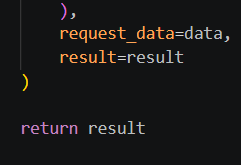 ),
request_data=data,
result=result
)
return result